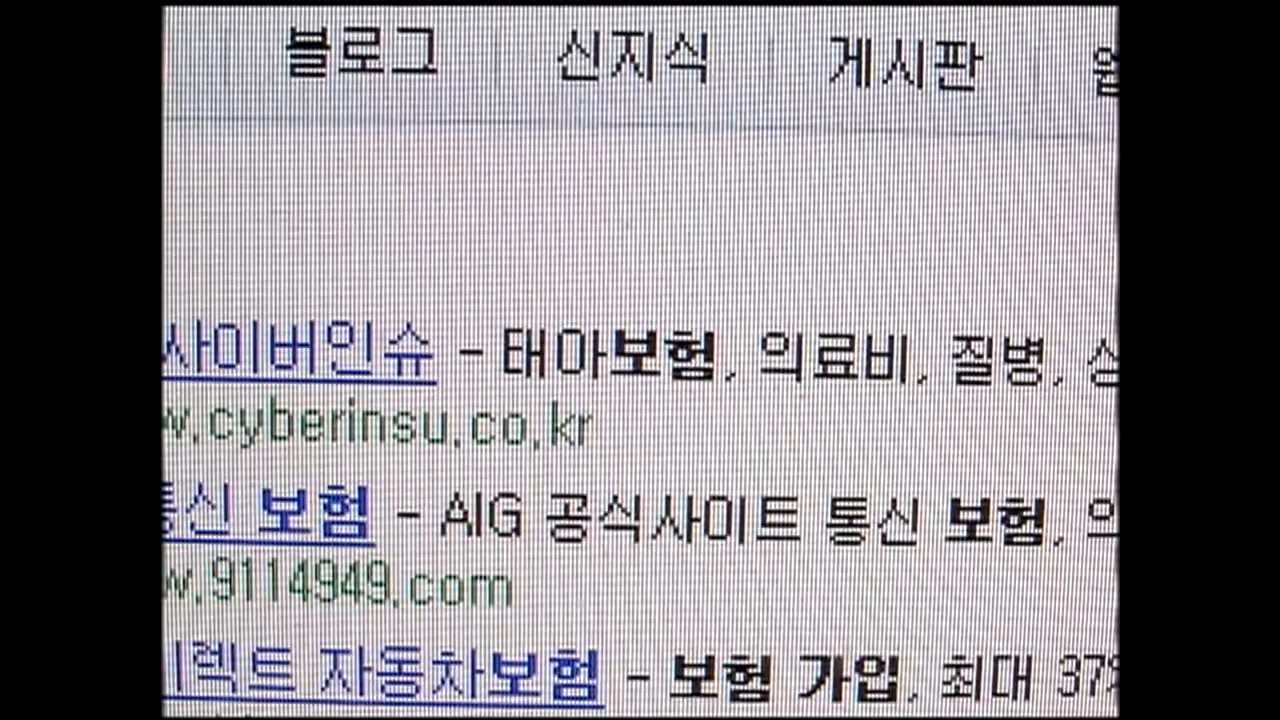 블로그 신지식 게시판
사이버인슈 - 태아보험, 의료비, 질병,
w.cyberinsu.co.kr
통신 보험 - AIG 공식사이트 통신 보험, 의
w.9114949.com
렉트 자동차보험 - 보험 가입, 최대 37%